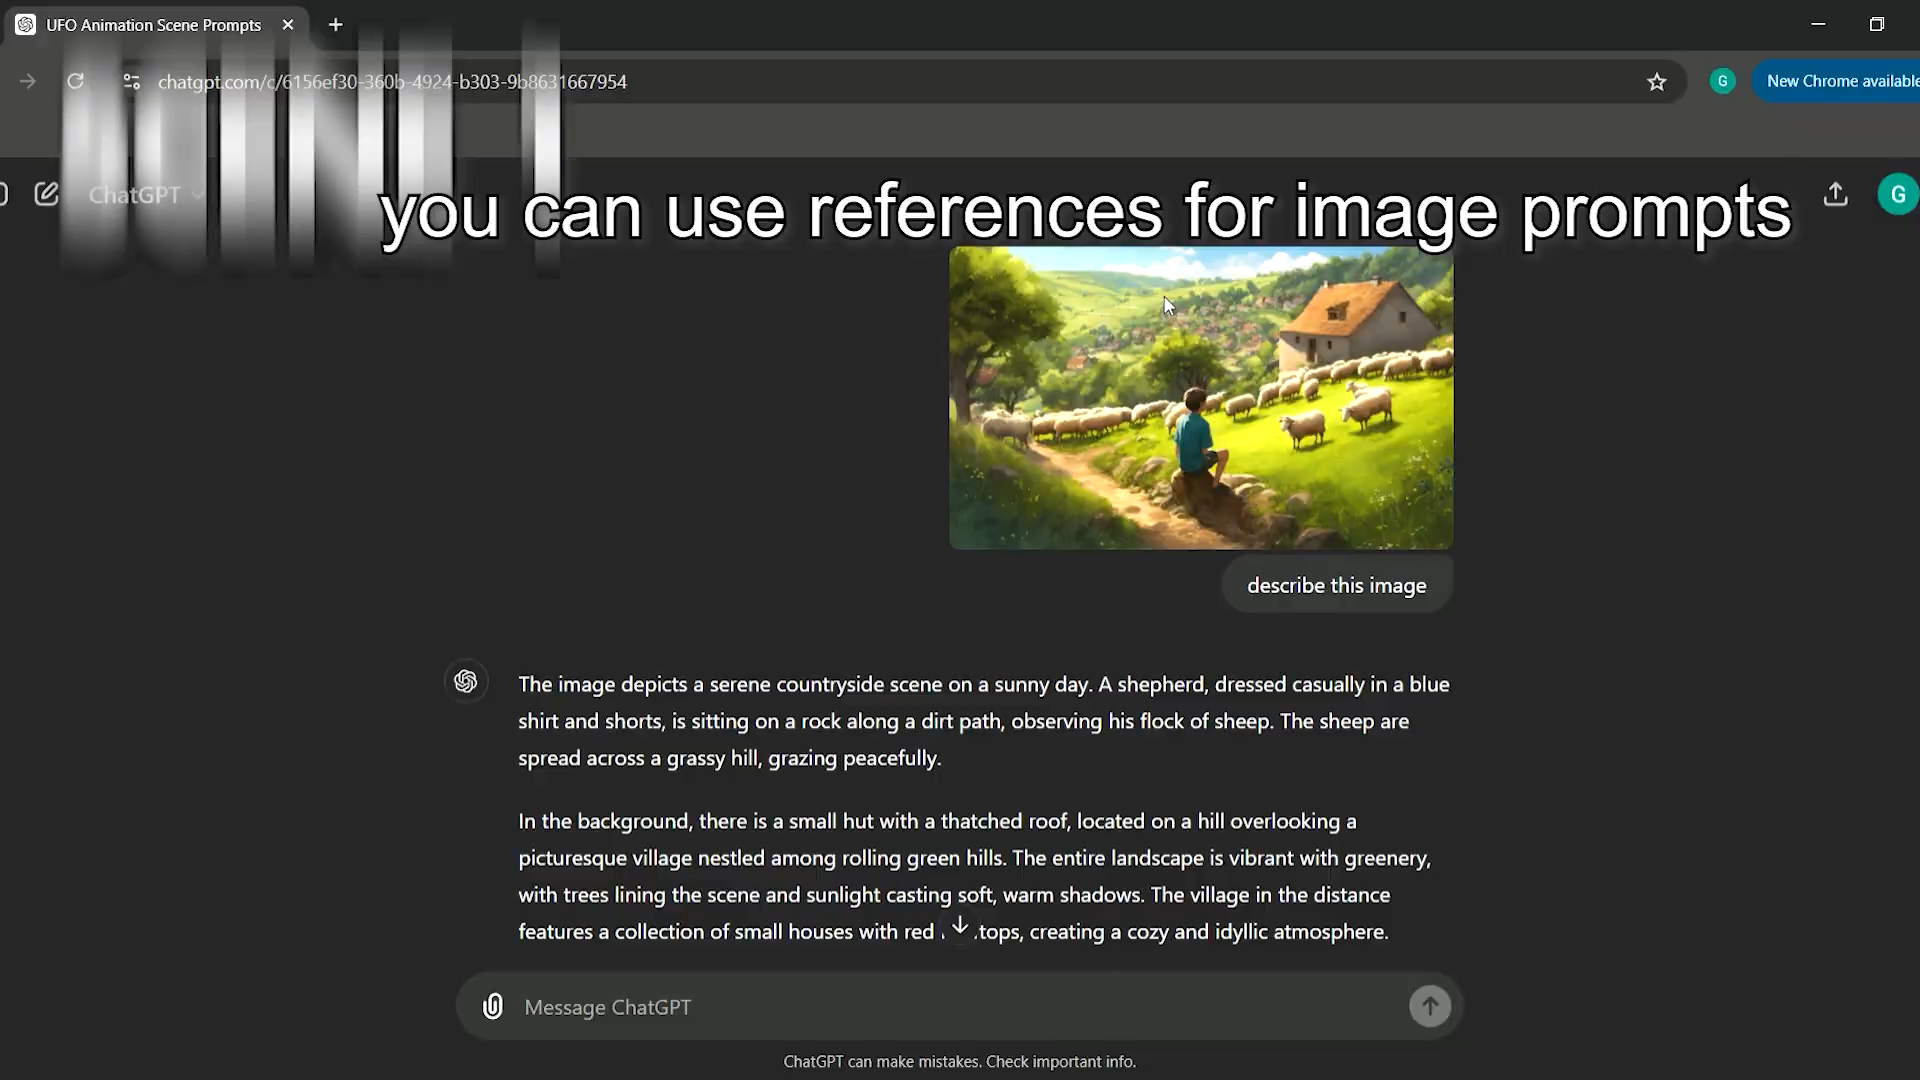 UFO Animation Scene Prompts
chatgpt.com/c/6156ef30-360b-4924-b303-9b8631667954
G
New Chrome available
ChatGPT
you can use references for image prompts
G
describe this image
The image depicts a serene countryside scene on a sunny day. A shepherd, dressed casually in a blue
shirt and shorts, is sitting on a rock along a dirt path, observing his flock of sheep. The sheep are
spread across a grassy hill, grazing peacefully.
In the background, there is a small hut with a thatched roof, located on a hill overlooking a
picturesque village nestled among rolling green hills. The entire landscape is vibrant with greenery,
with trees lining the scene and sunlight casting soft, warm shadows. The village in the distance
features a collection of small houses with red tops, creating a cozy and idyllic atmosphere.
Message ChatGPT
ChatGPT can make mistakes. Check important info.